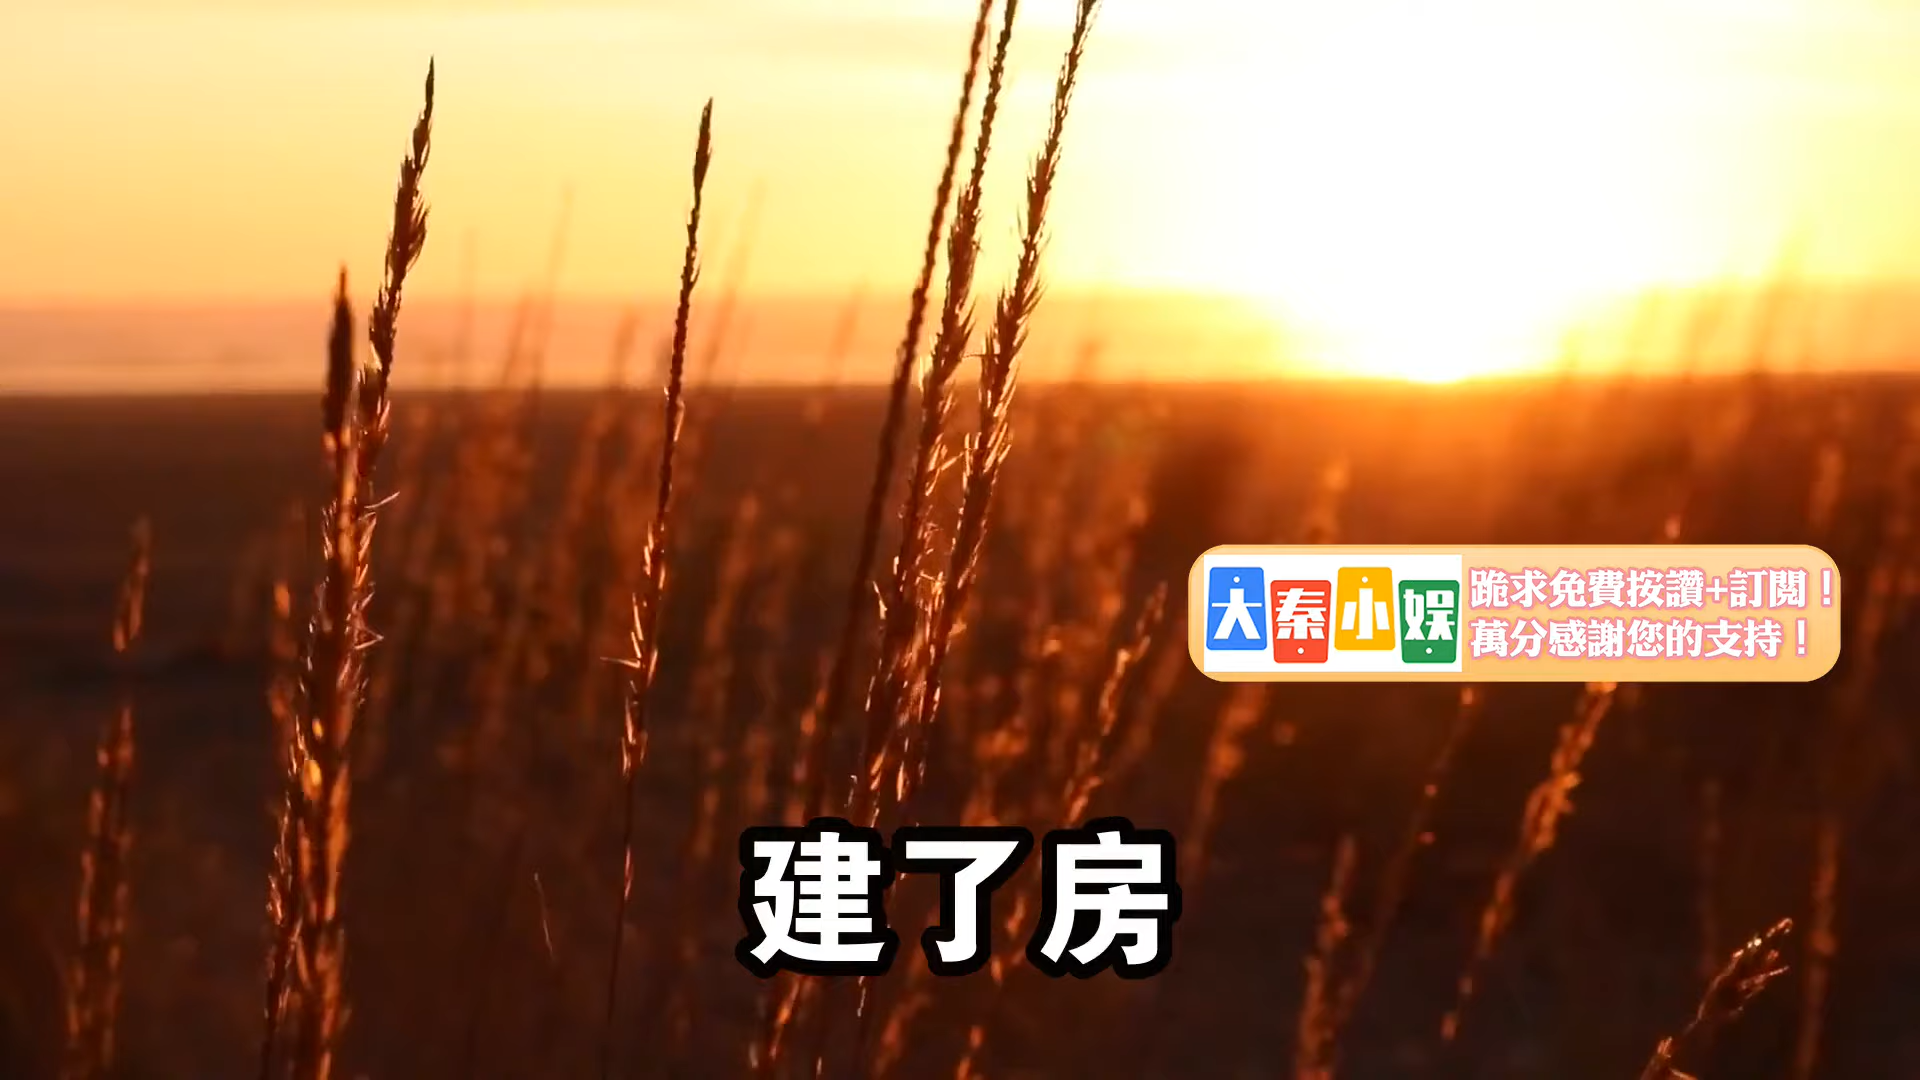 大秦小娱
跪求免費按讚+訂閱！
萬分感謝您的支持！
建了房